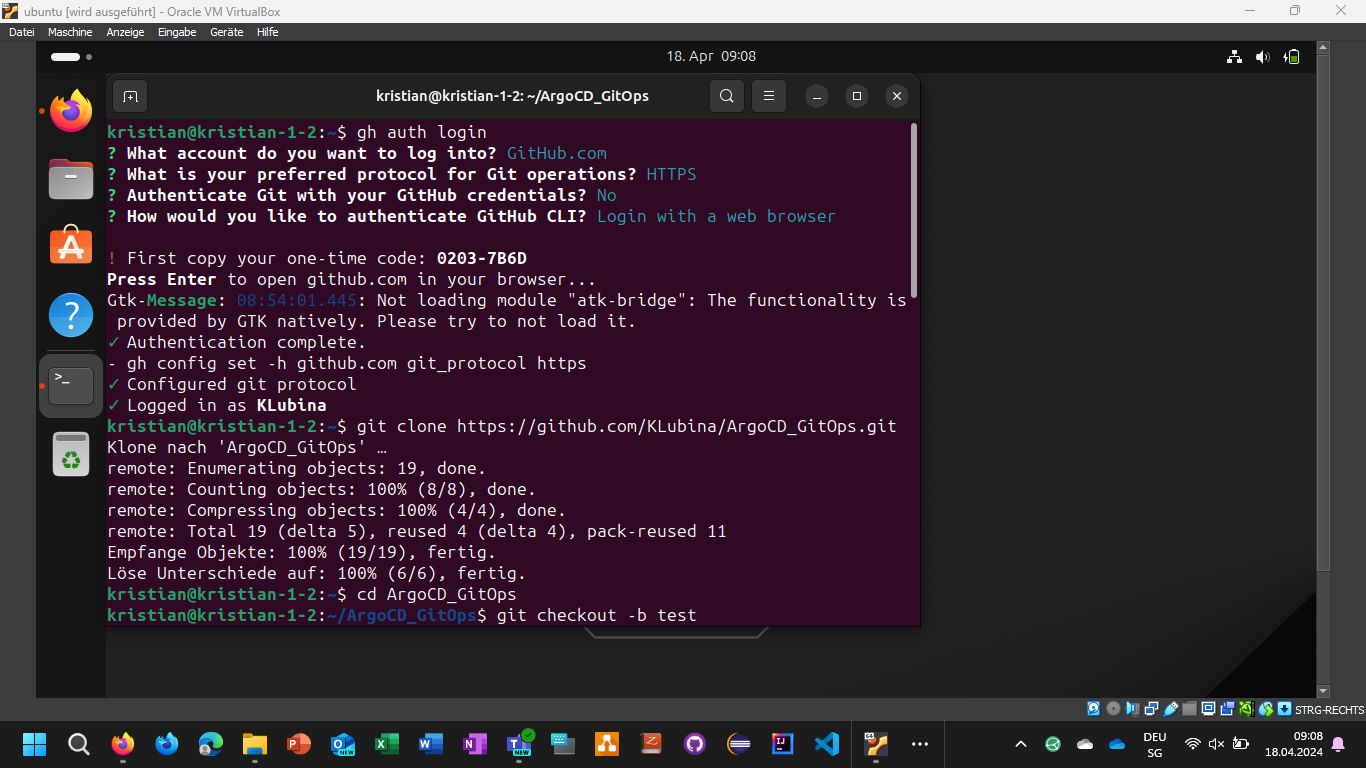 ubuntu [wird ausgeführt] - Oracle VM VirtualBox
Datei Maschine Anzeige Eingabe Geräte Hilfe
18. Apr 09:08
kristian@kristian-1-2: ~/ArgoCD_GitOps
kristian@kristian-1-2:~$ gh auth login
? What account do you want to log into? GitHub.com
? What is your preferred protocol for Git operations? HTTPS
? Authenticate Git with your GitHub credentials? No
? How would you like to authenticate GitHub CLI? Login with a web browser
! First copy your one-time code: 0203-7B6D
Press Enter to open github.com in your browser...
Gtk-Message: 08:54:01.445: Not loading module "atk-bridge": The functionality is
provided by GTK natively. Please try to not load it.
✓ Authentication complete.
- gh config set -h github.com git_protocol https
✓ Configured git protocol
✓ Logged in as KLubina
kristian@kristian-1-2:~$ git clone https://github.com/KLubina/ArgoCD_GitOps.git
Klone nach 'ArgoCD_GitOps' …
remote: Enumerating objects: 19, done.
remote: Counting objects: 100% (8/8), done.
remote: Compressing objects: 100% (4/4), done.
remote: Total 19 (delta 5), reused 4 (delta 4), pack-reused 11
Empfange Objekte: 100% (19/19), fertig.
Löse Unterschiede auf: 100% (6/6), fertig.
kristian@kristian-1-2:~$ cd ArgoCD_GitOps
kristian@kristian-1-2:~/ArgoCD_GitOps$ git checkout -b test
STRG-RECHTS
DEU
SG
09:08
18.04.2024